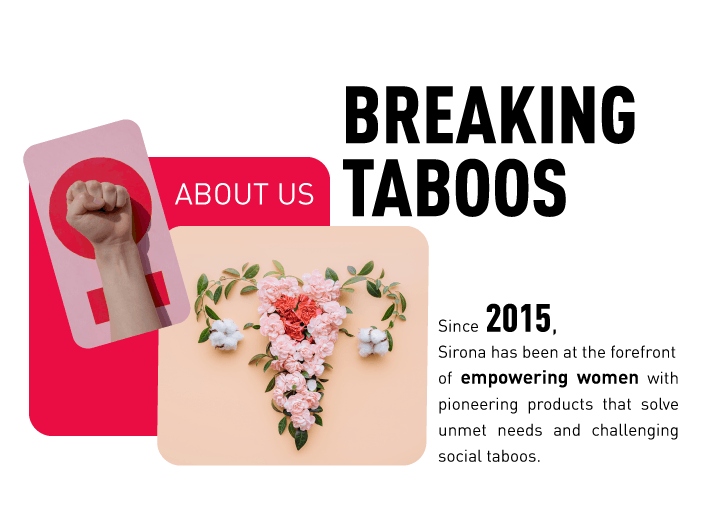 BREAKING
TABOOS
ABOUT US
Since 2015,
Sirona has been at the forefront
of empowering women with
pioneering products that solve
unmet needs and challenging
social taboos.